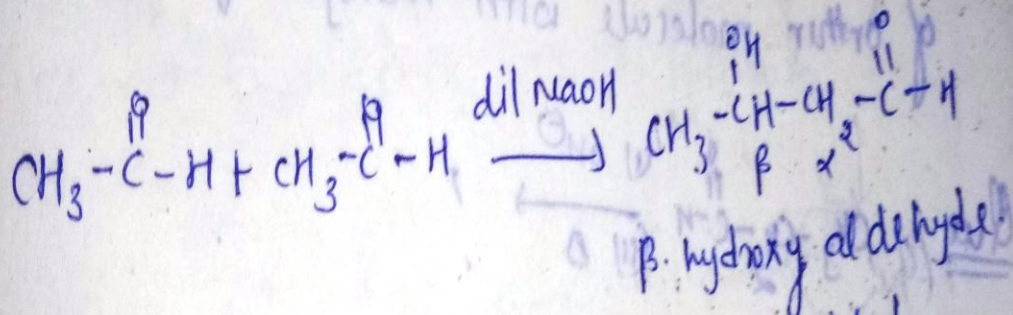 CH3-C(=O)-H + CH3-C(=O)-H dil NaOH → CH3-CH(OH)-CH2-C(=O)-H
β α
β. hydroxy aldehyde.